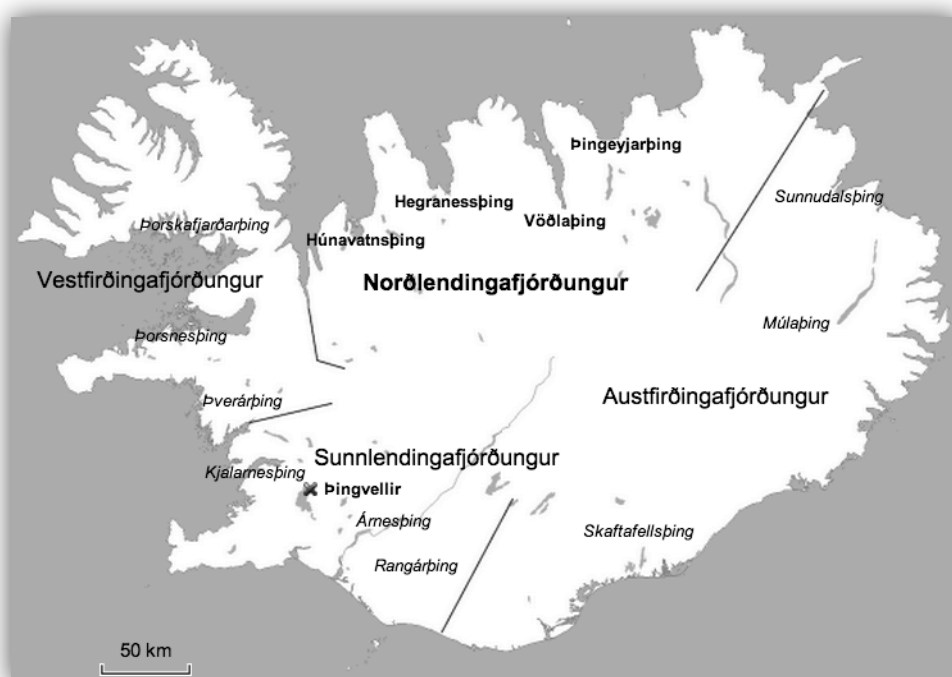 Þingeyjarþing
Sunnudalsþing
Hegranessþing
Vöðlaþing
Þorskafjarðarþing
Húnavatnsþing
Vestfirðingafjórðungur
Norðlendingafjórðungur
Múlaþing
Þorsnesþing
Austfirðingafjórðungur
Þverárþing
Sunnlendingafjórðungur
Kjalarnesþing
Þingvellir
Árnesþing
Skaftafellsþing
Rangárþing
50 km